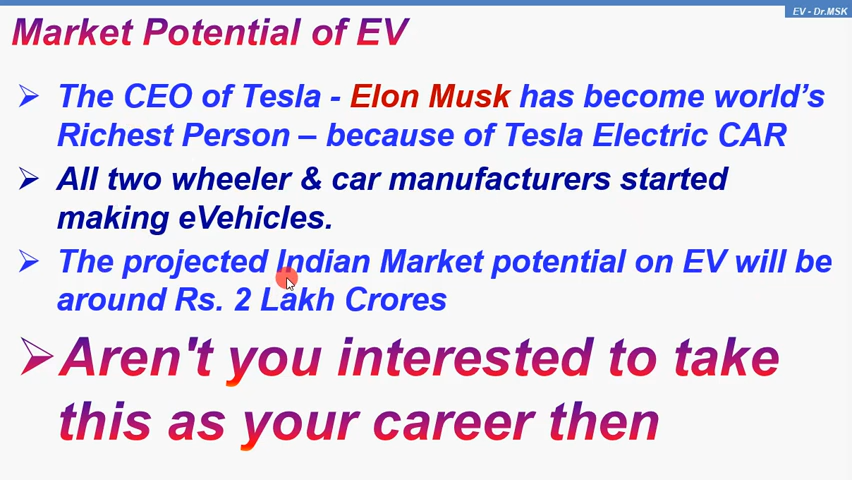 EV - Dr.MSK
Market Potential of EV
The CEO of Tesla - Elon Musk has become world's
Richest Person – because of Tesla Electric CAR
All two wheeler & car manufacturers started
making eVehicles.
The projected Indian Market potential on EV will be
around Rs. 2 Lakh Crores
Aren't you interested to take
this as your career then